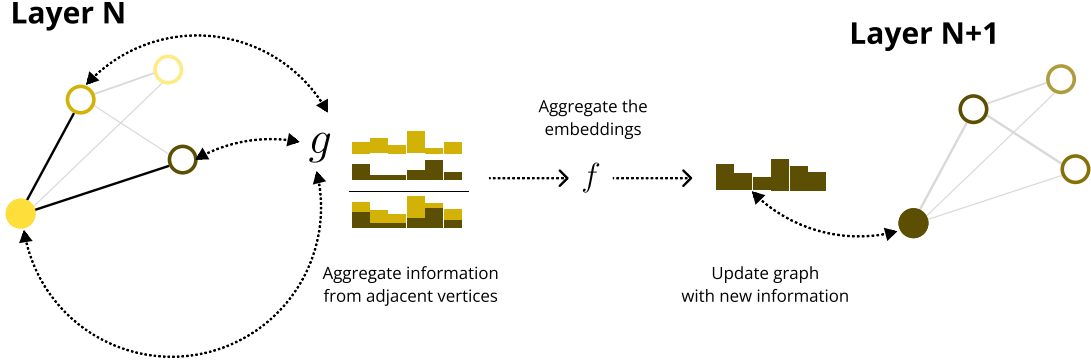 Layer N
Layer N+1
Aggregate the
embeddings
g
f
Aggregate information
from adjacent vertices
Update graph
with new information